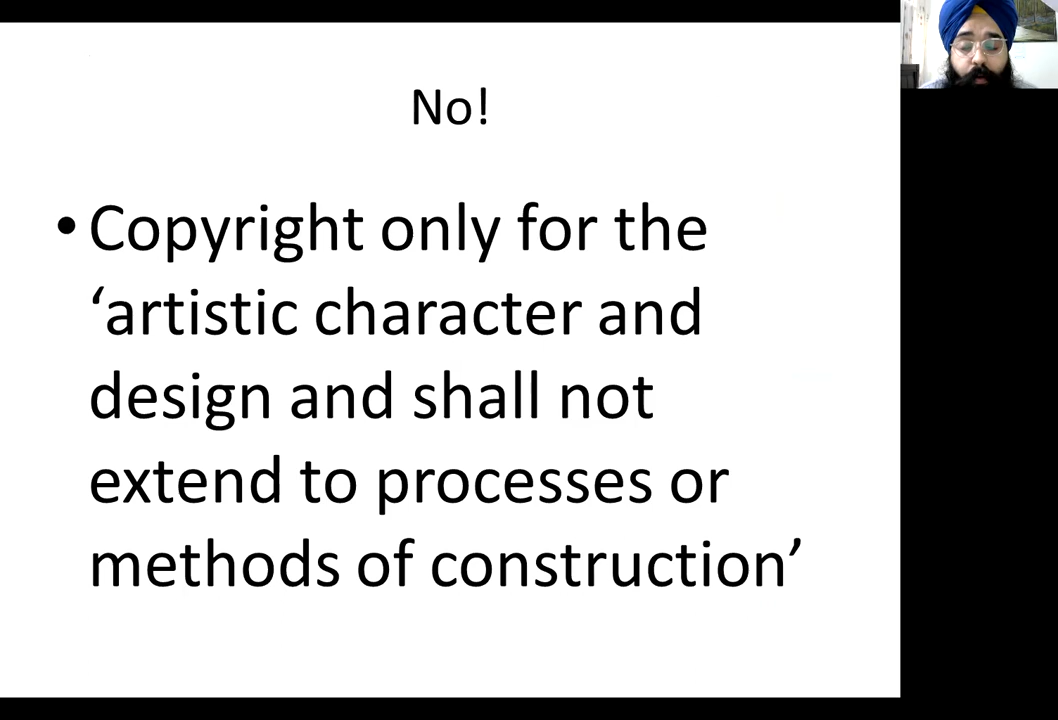 No!
• Copyright only for the
‘artistic character and
design and shall not
extend to processes or
methods of construction’